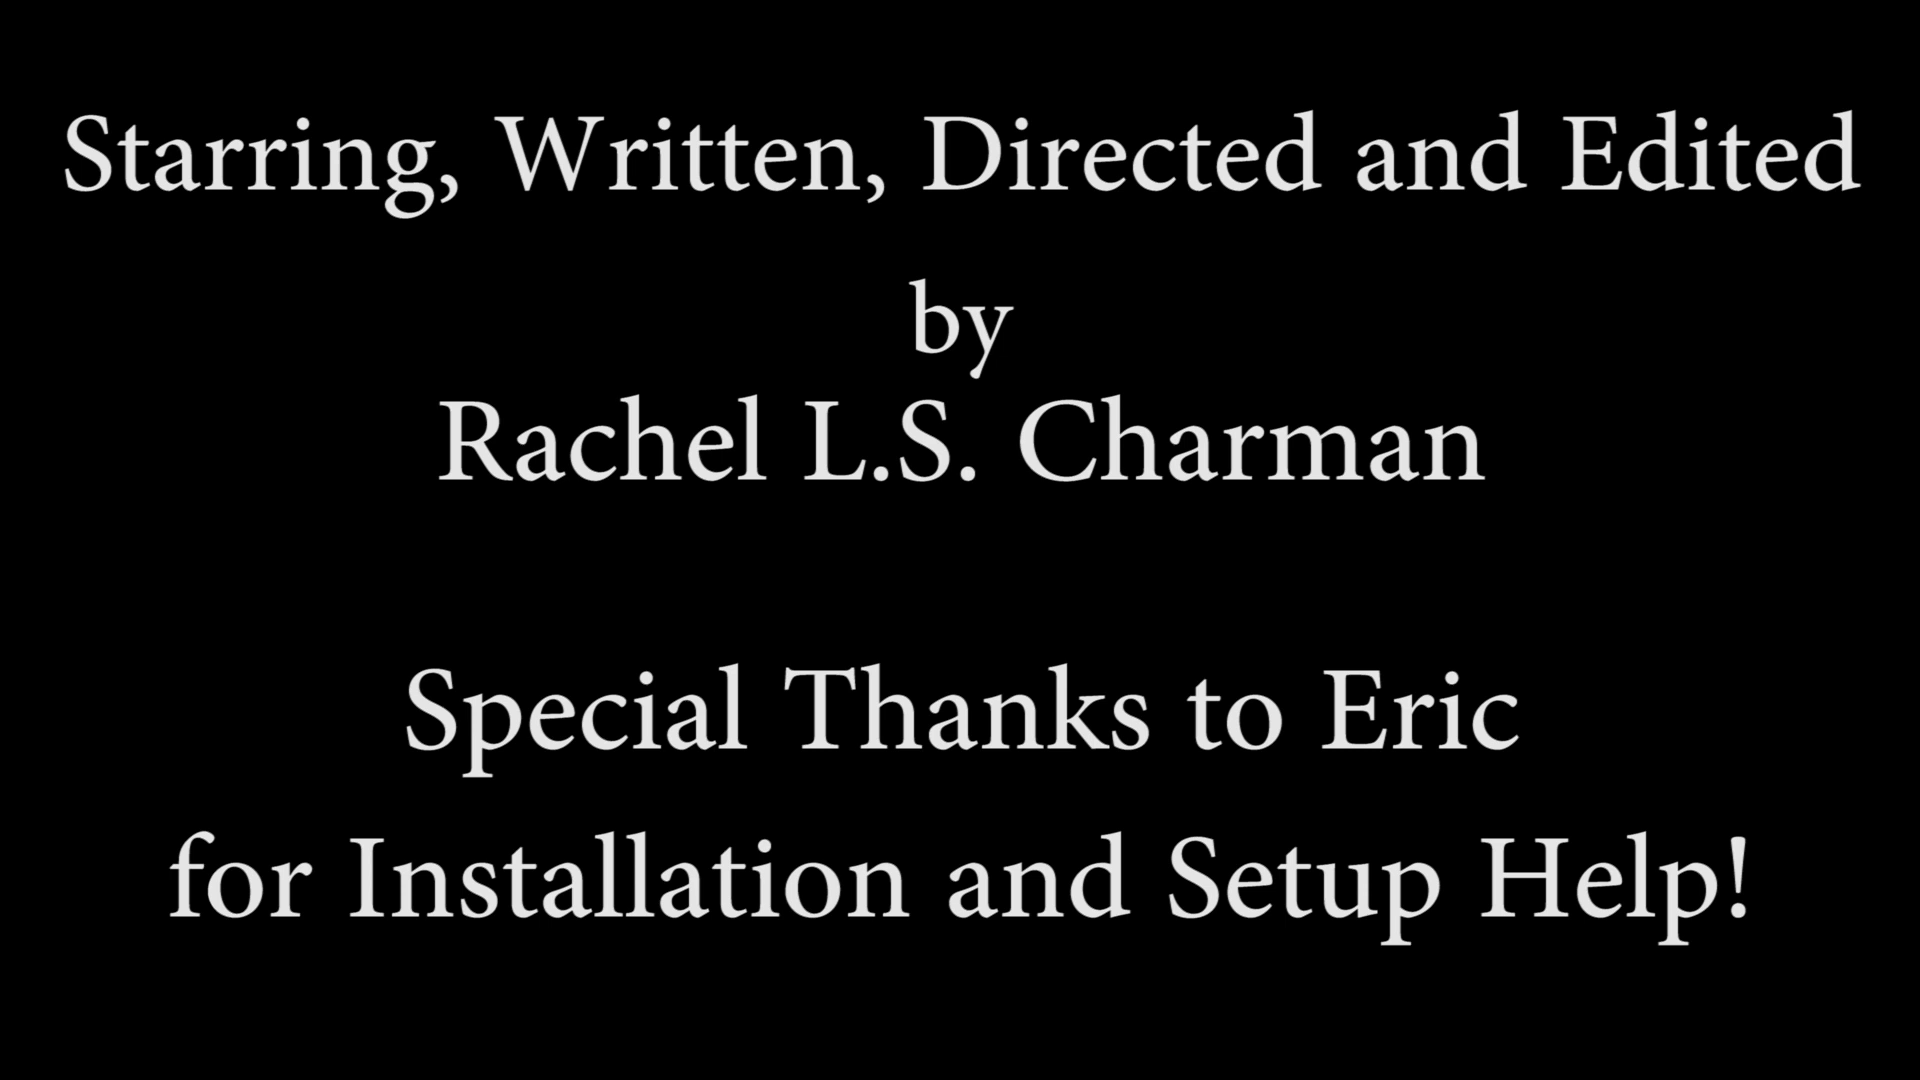 Starring, Written, Directed and Edited
by
Rachel L.S. Charman
Special Thanks to Eric
for Installation and Setup Help!